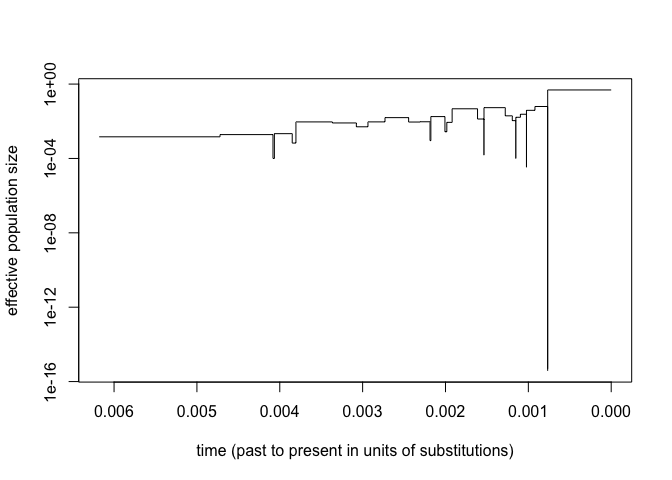 effective population size
1e+00
1e-04
1e-08
1e-12
1e-16
0.006 0.005 0.004 0.003 0.002 0.001 0.000
time (past to present in units of substitutions)